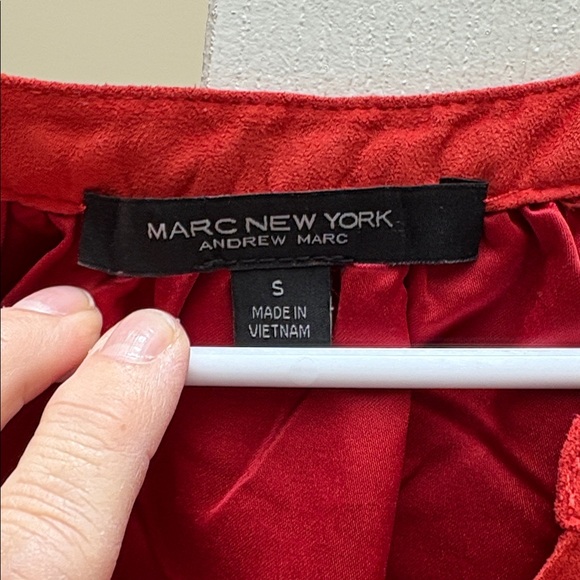 MARC NEW YORK
ANDREW MARC
S
MADE IN
VIETNAM